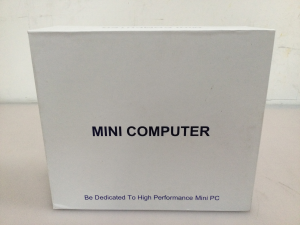 MINI COMPUTER
Be Dedicated To High Performance Mini PC